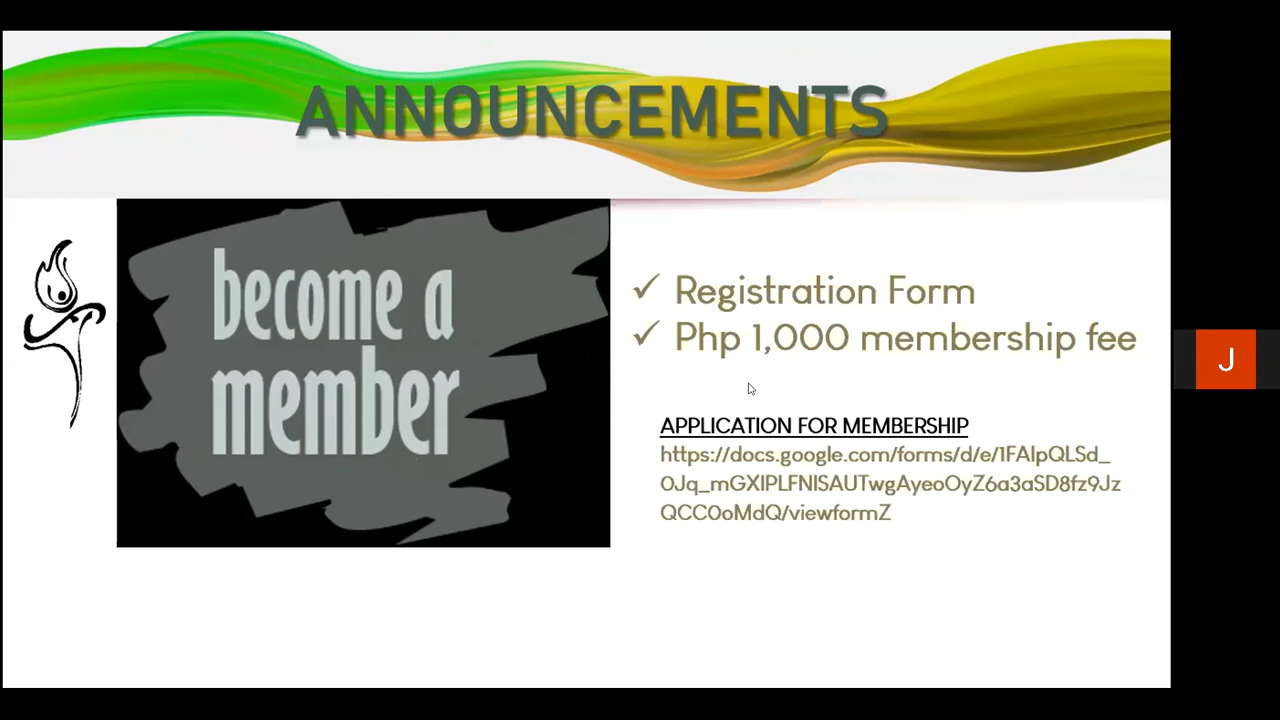 ANNOUNCEMENTS
become a
member
✓ Registration Form
✓ Php 1,000 membership fee
APPLICATION FOR MEMBERSHIP
https://docs.google.com/forms/d/e/1FAIpQLSd_
0Jq_mGXIPLFNISAUTwgAyeoOyZ6a3aSD8fz9Jz
QCC0oMdQ/viewformZ
J